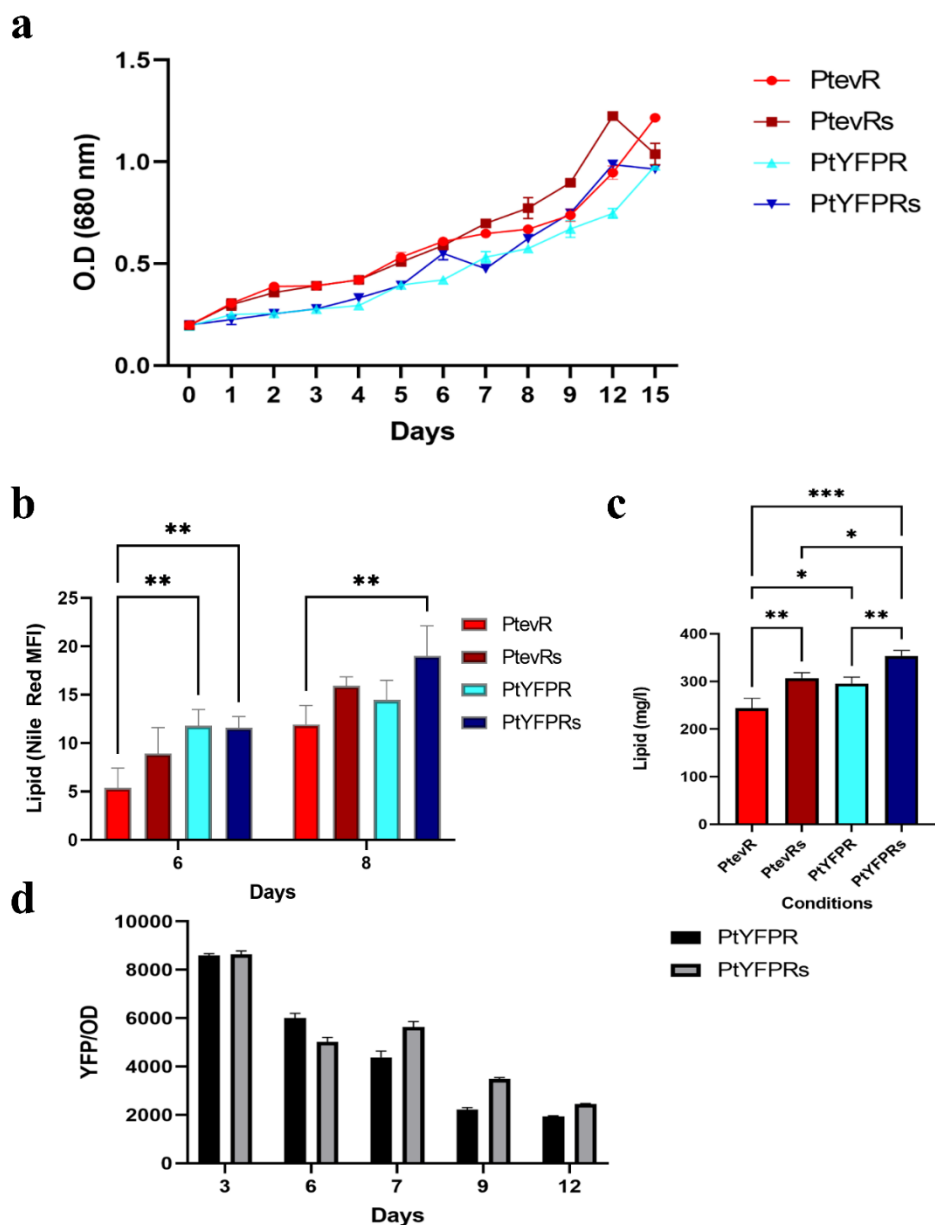 a
1.5
1.0
0.5
0.0
O.D (680 nm)
0 1 2 3 4 5 6 7 8 9 12 15
Days
PtevR
PtevRs
PtYFPR
PtYFPRs
b
** **
**
25
20
15
10
5
0
Lipid (Nile Red MFI)
6 8
Days
PtevR
PtevRs
PtYFPR
PtYFPRs
c
***
*
*
** **
400
300
200
100
0
Lipid (mg/l)
PtevR PtevRs PtYFPR PtYFPRs
Conditions
d
10000
8000
6000
4000
2000
0
YFP/OD
3 6 7 9 12
Days
PtYFPR
PtYFPRs